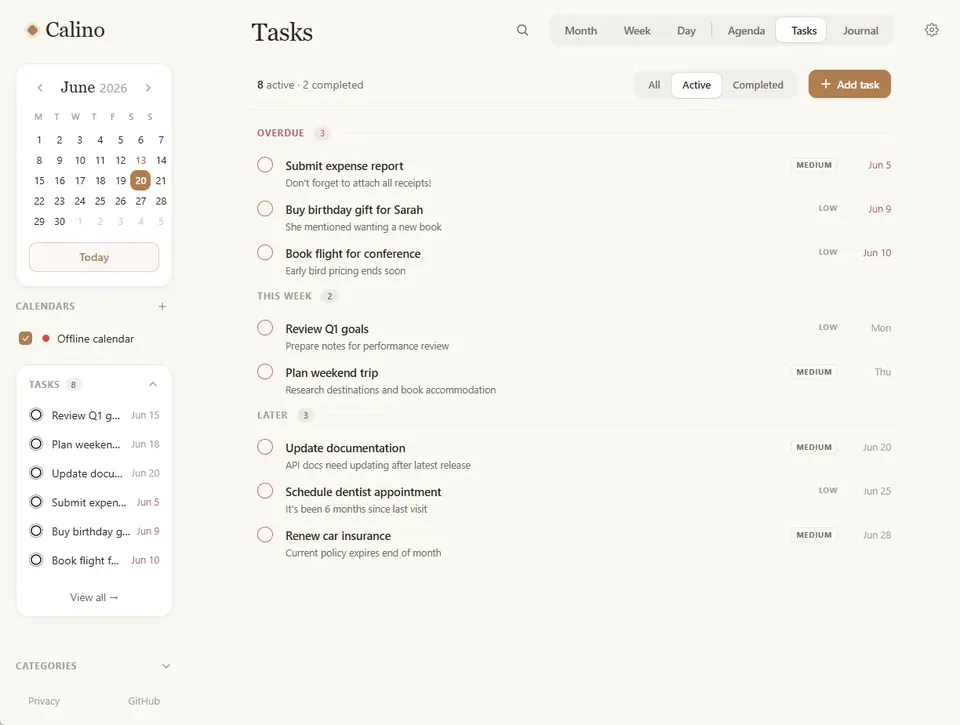 Calino
June 2026
M T W T F S S
1 2 3 4 5 6 7
8 9 10 11 12 13 14
15 16 17 18 19 20 21
22 23 24 25 26 27 28
29 30 1 2 3 4 5
Today
CALENDARS +
Offline calendar
TASKS 8
Review Q1 g... Jun 15
Plan weeken... Jun 18
Update docu... Jun 20
Submit expen... Jun 5
Buy birthday g... Jun 9
Book flight f... Jun 10
View all →
CATEGORIES
Privacy GitHub
Tasks
Month Week Day Agenda Tasks Journal
8 active · 2 completed
All Active Completed
+ Add task
OVERDUE 3
Submit expense report MEDIUM Jun 5
Don't forget to attach all receipts!
Buy birthday gift for Sarah LOW Jun 9
She mentioned wanting a new book
Book flight for conference LOW Jun 10
Early bird pricing ends soon
THIS WEEK 2
Review Q1 goals LOW Mon
Prepare notes for performance review
Plan weekend trip MEDIUM Thu
Research destinations and book accommodation
LATER 3
Update documentation MEDIUM Jun 20
API docs need updating after latest release
Schedule dentist appointment LOW Jun 25
It's been 6 months since last visit
Renew car insurance MEDIUM Jun 28
Current policy expires end of month